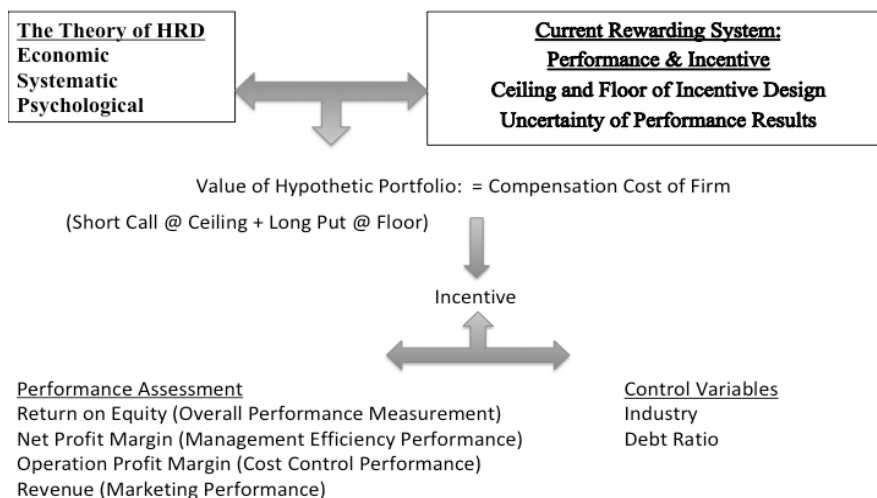 The Theory of HRD
Economic
Systematic
Psychological
Current Rewarding System:
Performance & Incentive
Ceiling and Floor of Incentive Design
Uncertainty of Performance Results
Value of Hypothetic Portfolio: = Compensation Cost of Firm
(Short Call @ Ceiling + Long Put @ Floor)
Incentive
Performance Assessment
Return on Equity (Overall Performance Measurement)
Net Profit Margin (Management Efficiency Performance)
Operation Profit Margin (Cost Control Performance)
Revenue (Marketing Performance)
Control Variables
Industry
Debt Ratio